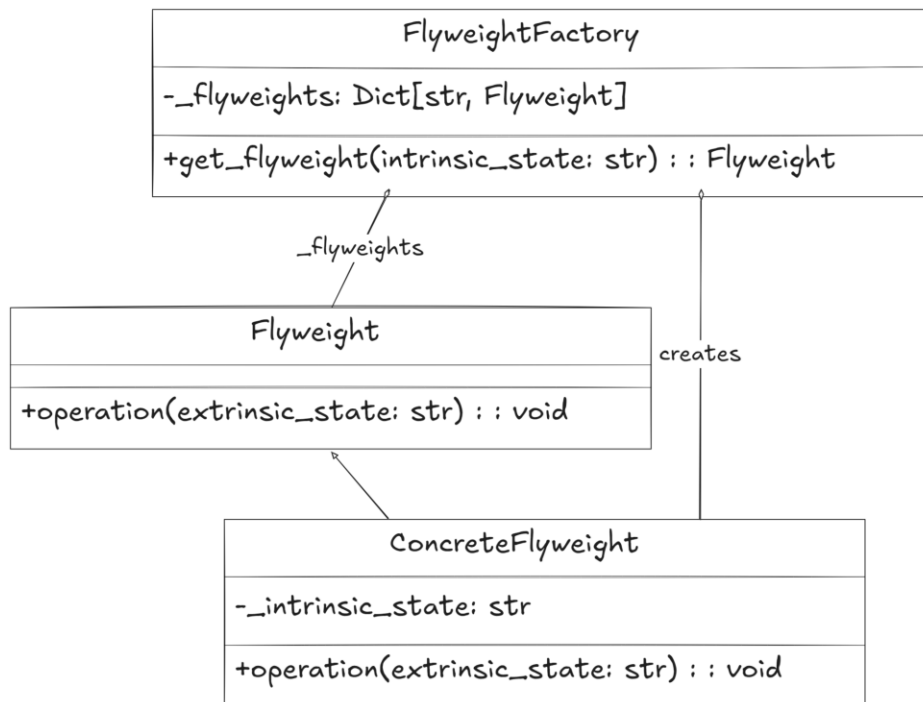 FlyweightFactory
-_flyweights: Dict[str, Flyweight]
+get_flyweight(intrinsic_state: str) : : Flyweight
_flyweights
Flyweight
creates
+operation(extrinsic_state: str) : : void
ConcreteFlyweight
-_intrinsic_state: str
+operation(extrinsic_state: str) : : void